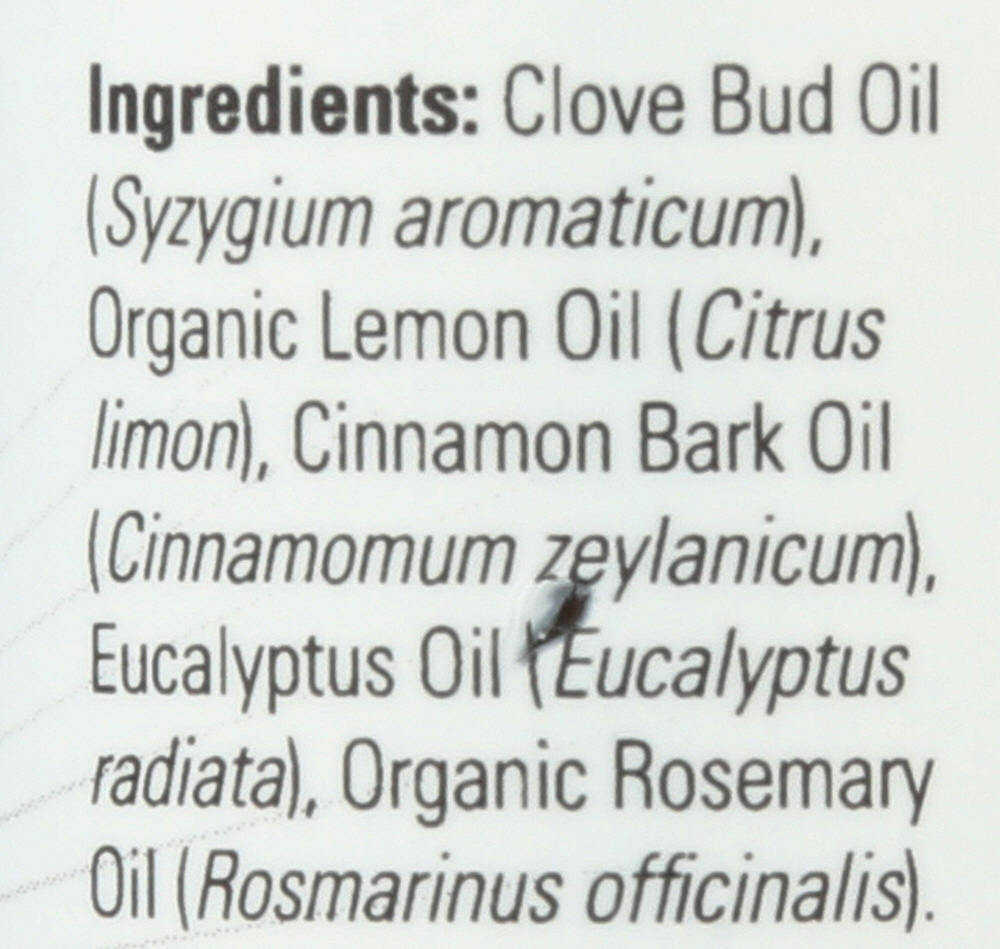 Ingredients: Clove Bud Oil
(Syzygium aromaticum),
Organic Lemon Oil (Citrus
limon), Cinnamon Bark Oil
(Cinnamomum zeylanicum),
Eucalyptus Oil (Eucalyptus
radiata), Organic Rosemary
Oil (Rosmarinus officinalis).